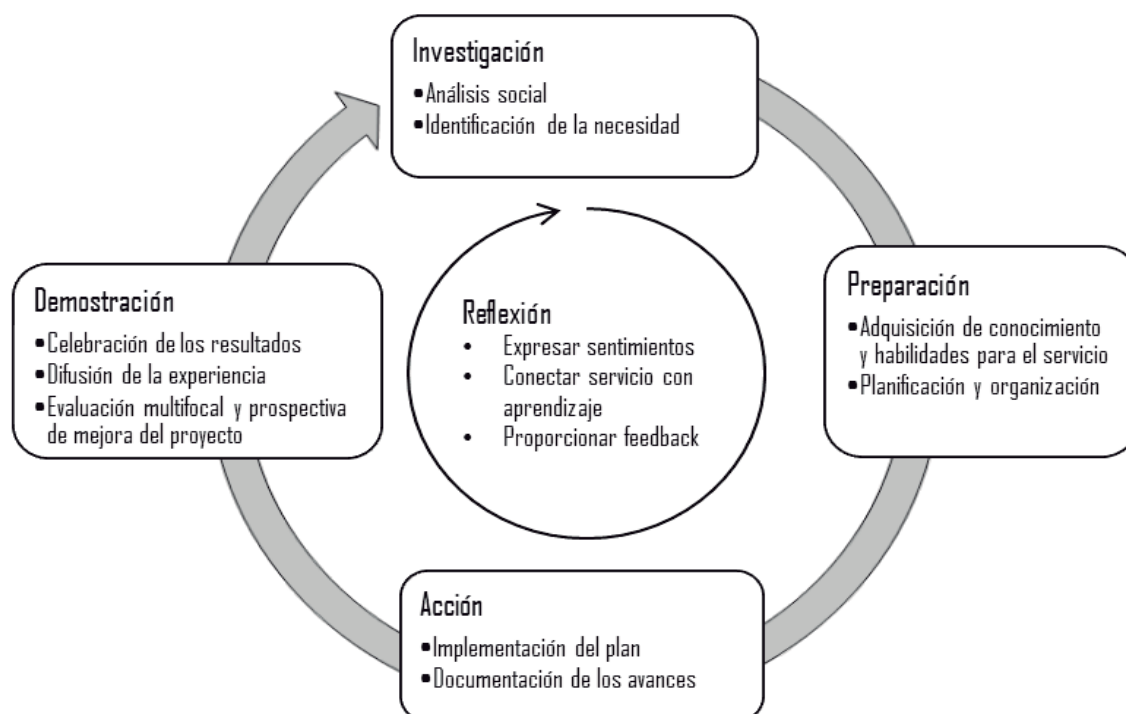 Investigación
•Análisis social
•Identificación de la necesidad
Preparación
•Adquisición de conocimiento
y habilidades para el servicio
•Planificación y organización
Acción
•Implementación del plan
•Documentación de los avances
Demostración
•Celebración de los resultados
•Difusión de la experiencia
•Evaluación multifocal y prospectiva
de mejora del proyecto
Reflexión
• Expresar sentimientos
• Conectar servicio con
aprendizaje
• Proporcionar feedback